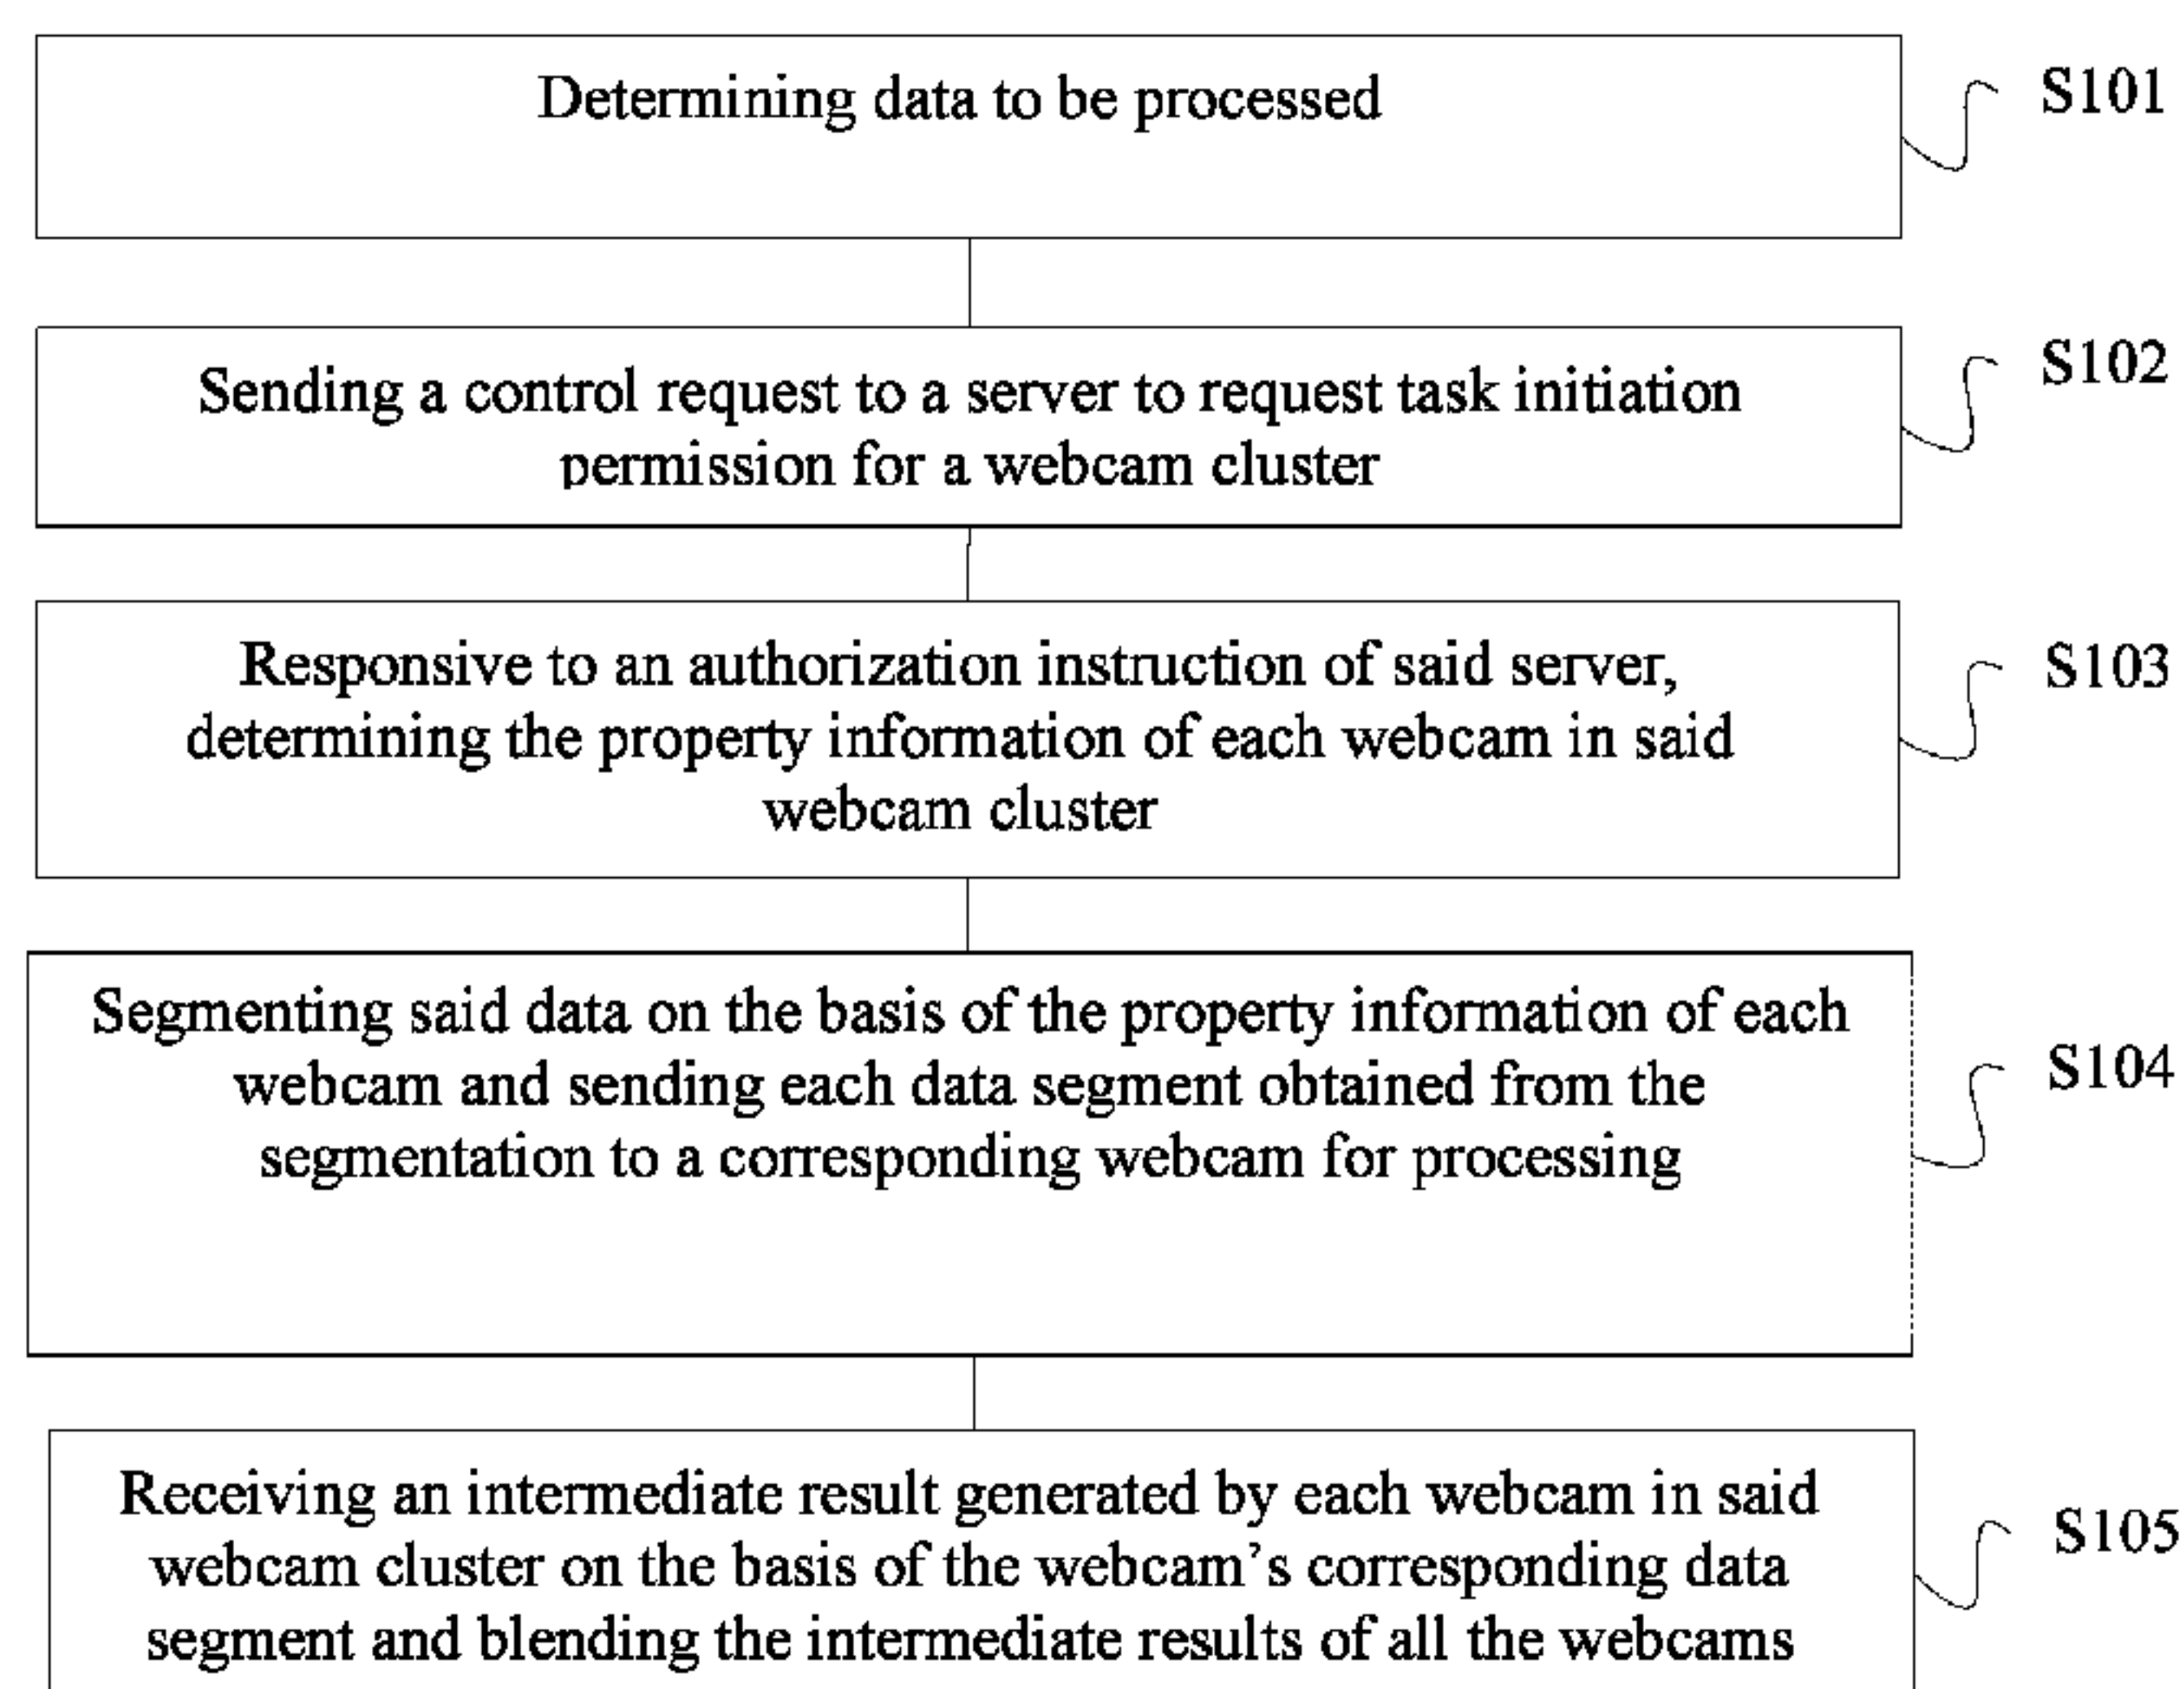 Determining data to be processed
S101
Sending a control request to a server to request task initiation
permission for a webcam cluster
S102
Responsive to an authorization instruction of said server,
determining the property information of each webcam in said
webcam cluster
S103
Segmenting said data on the basis of the property information of each
webcam and sending each data segment obtained from the
segmentation to a corresponding webcam for processing
S104
Receiving an intermediate result generated by each webcam in said
webcam cluster on the basis of the webcam’s corresponding data
segment and blending the intermediate results of all the webcams
S105